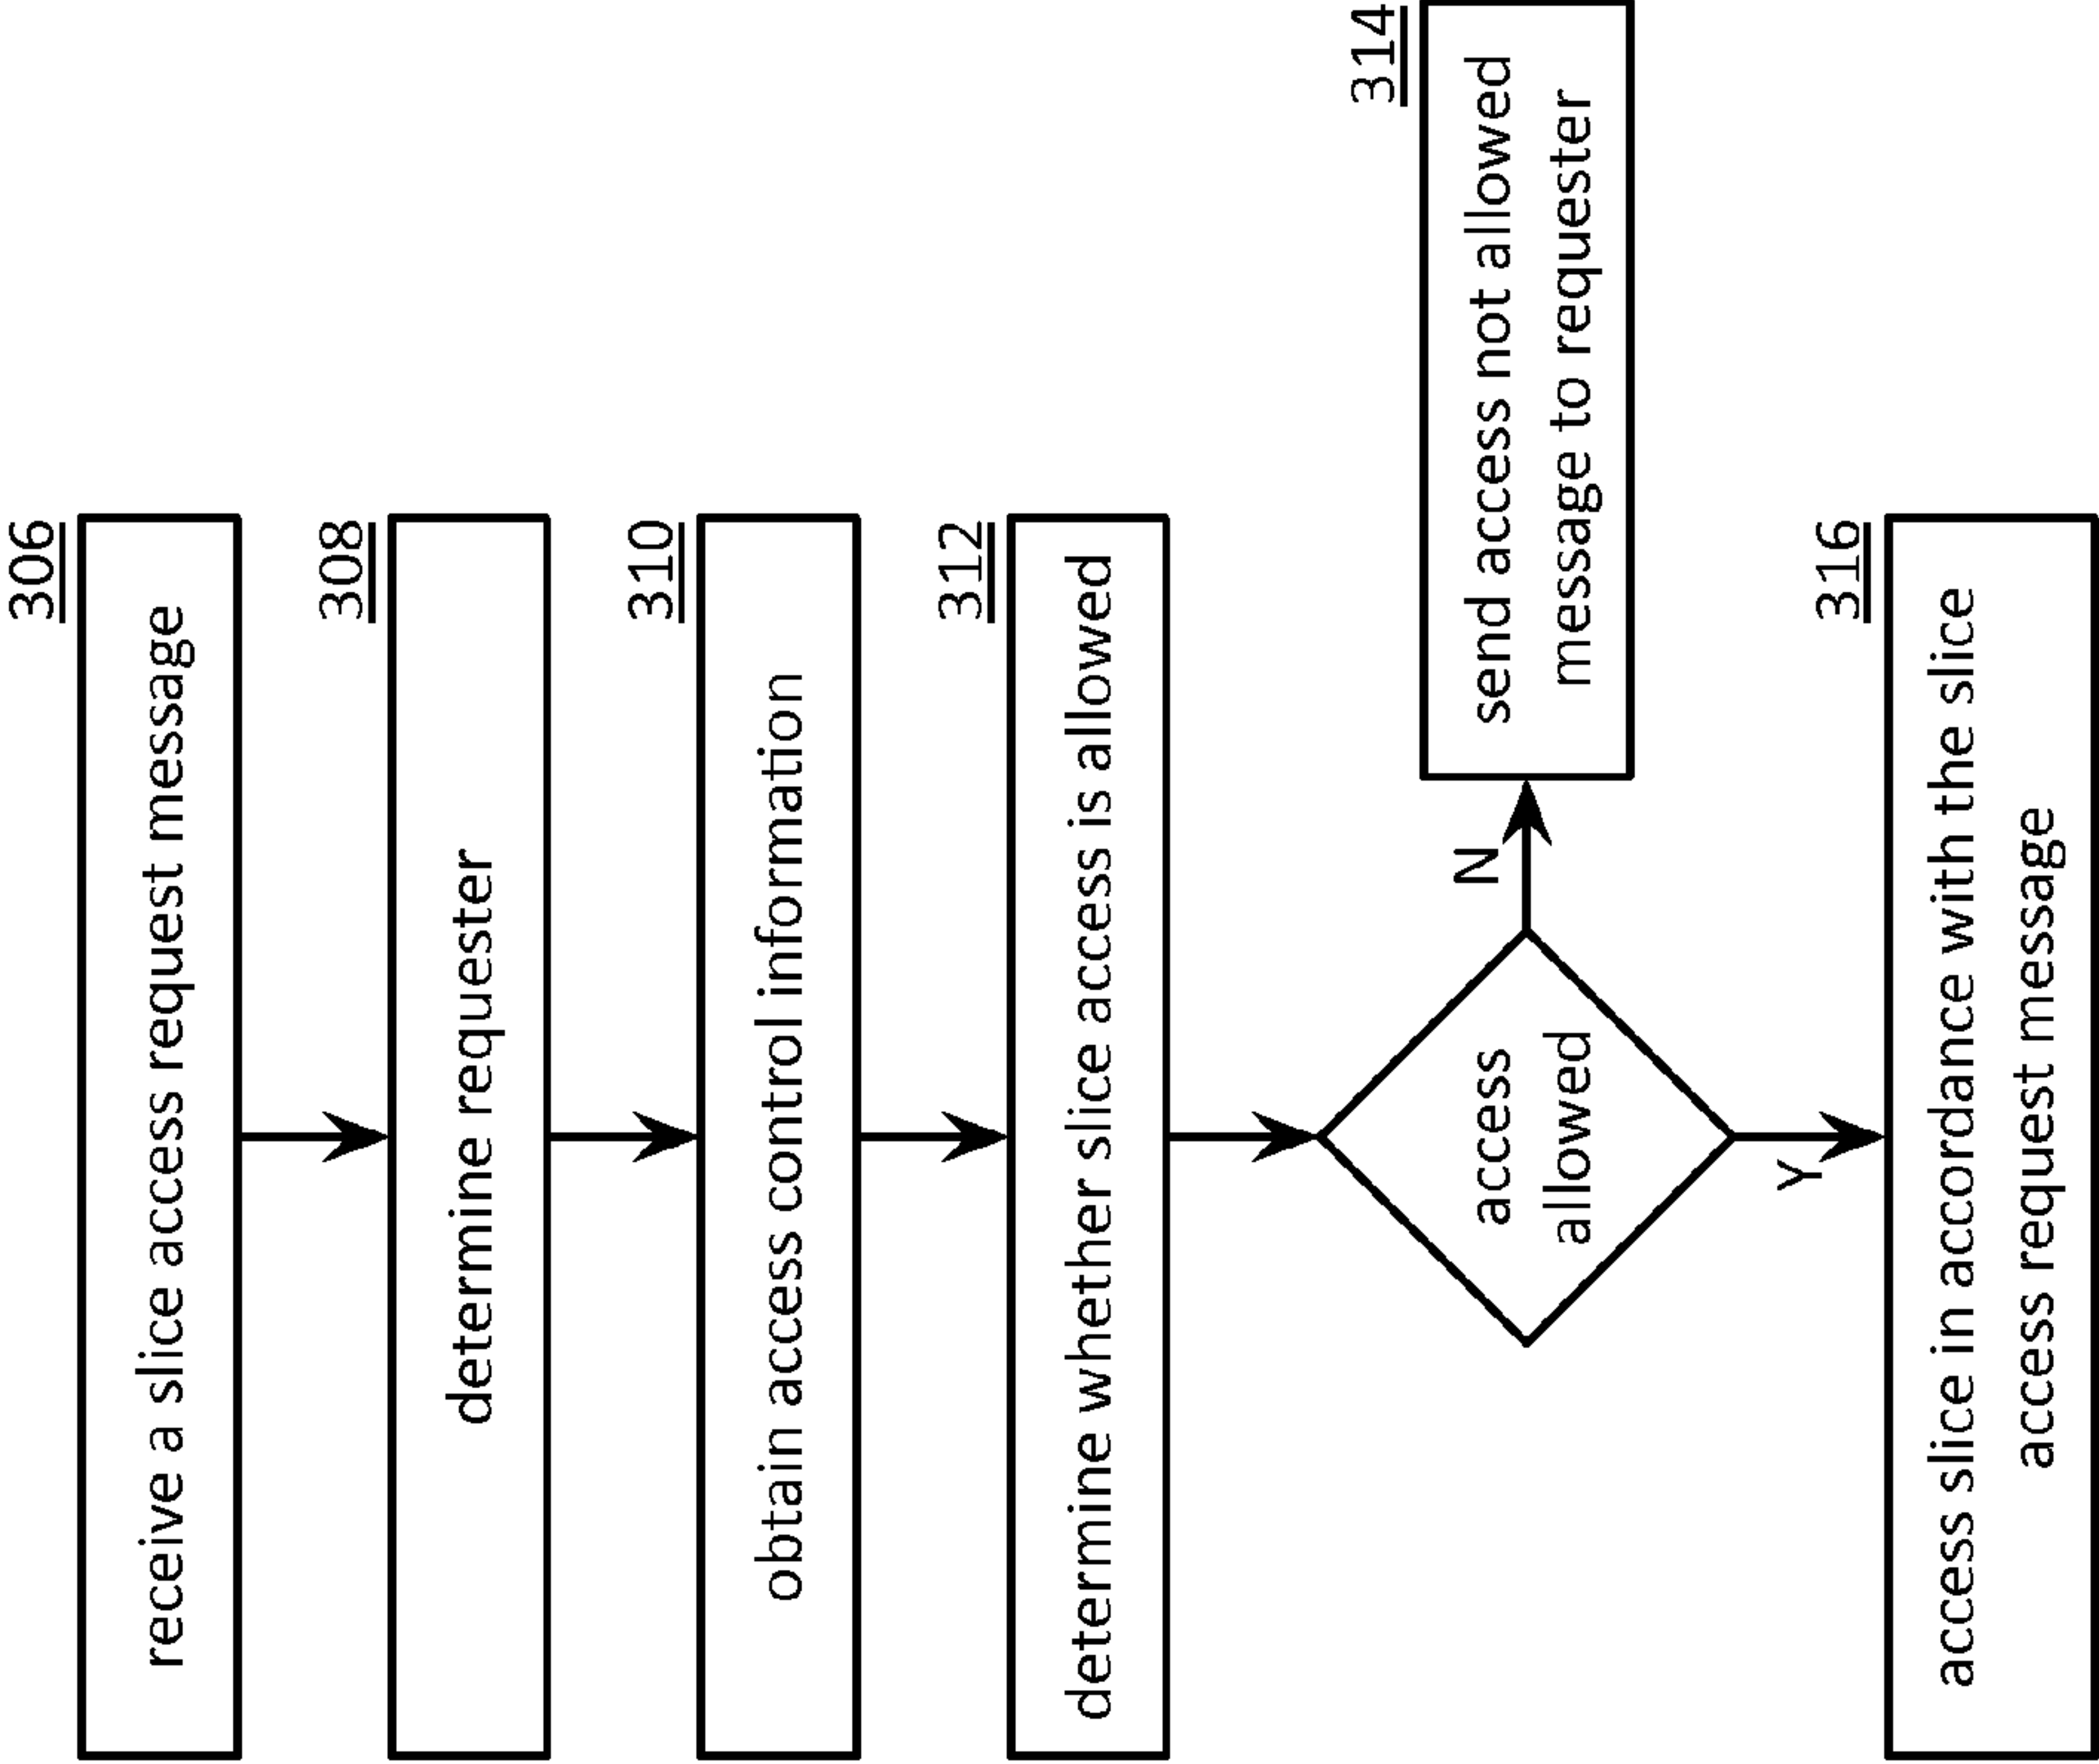 306
receive a slice access request message
308
determine requester
310
obtain access control information
312
determine whether slice access is allowed
access
allowed
N
314
send access not allowed
message to requester
Y
316
access slice in accordance with the slice
access request message